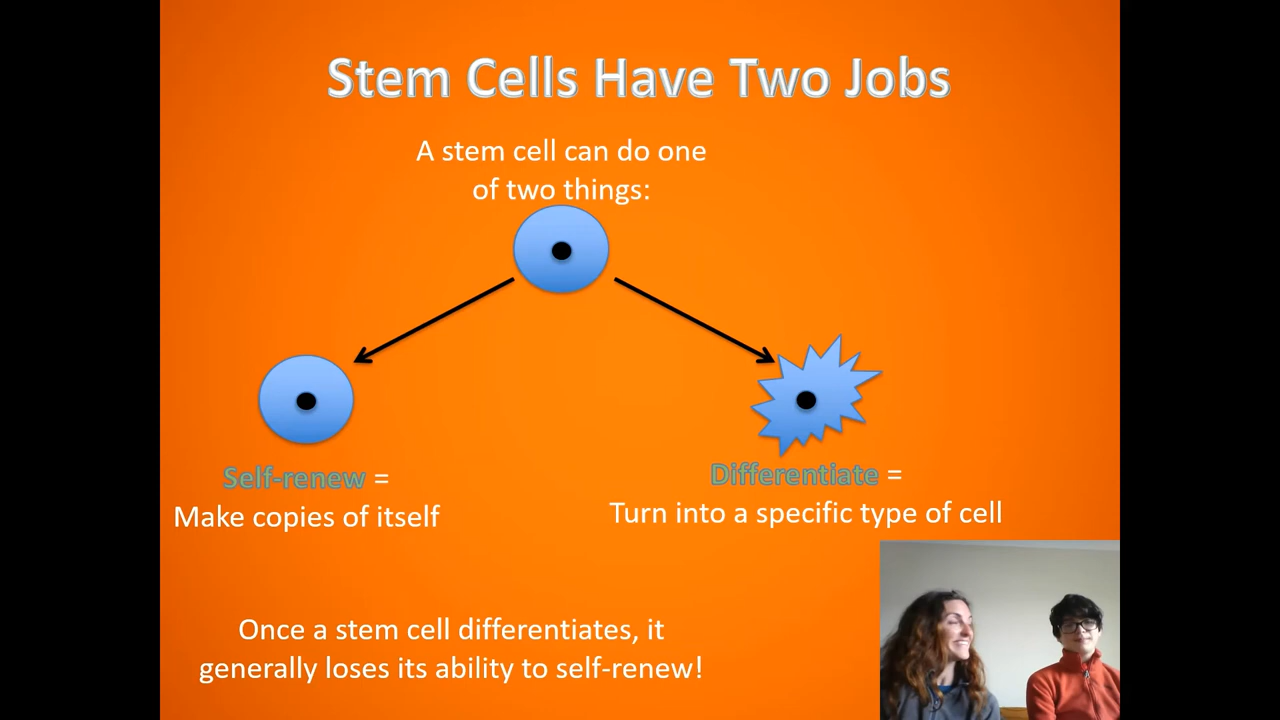 Stem Cells Have Two Jobs
A stem cell can do one
of two things:
Self-renew =
Make copies of itself
Differentiate =
Turn into a specific type of cell
Once a stem cell differentiates, it
generally loses its ability to self-renew!